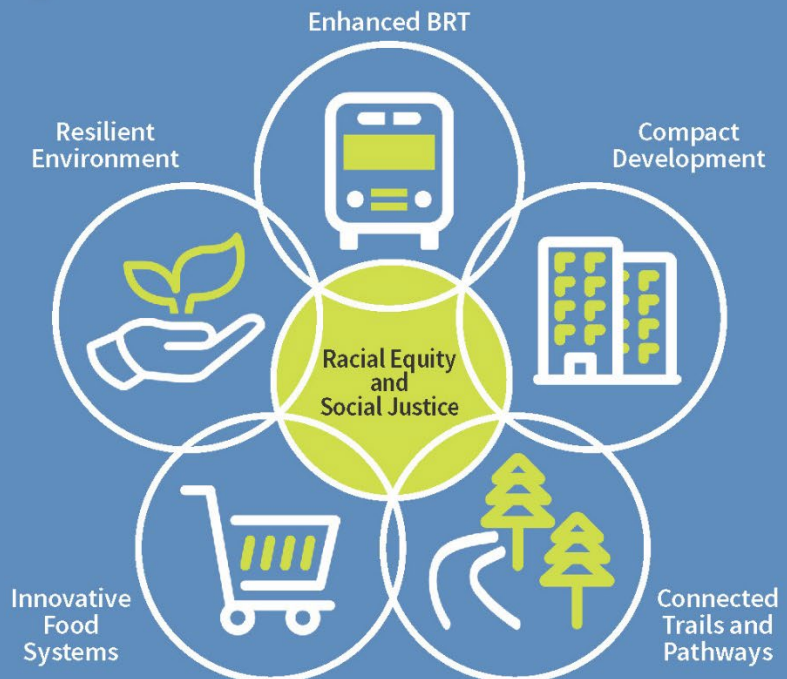 Enhanced BRT
Resilient
Environment
Compact
Development
Racial Equity
and
Social Justice
Innovative
Food
Systems
Connected
Trails and
Pathways